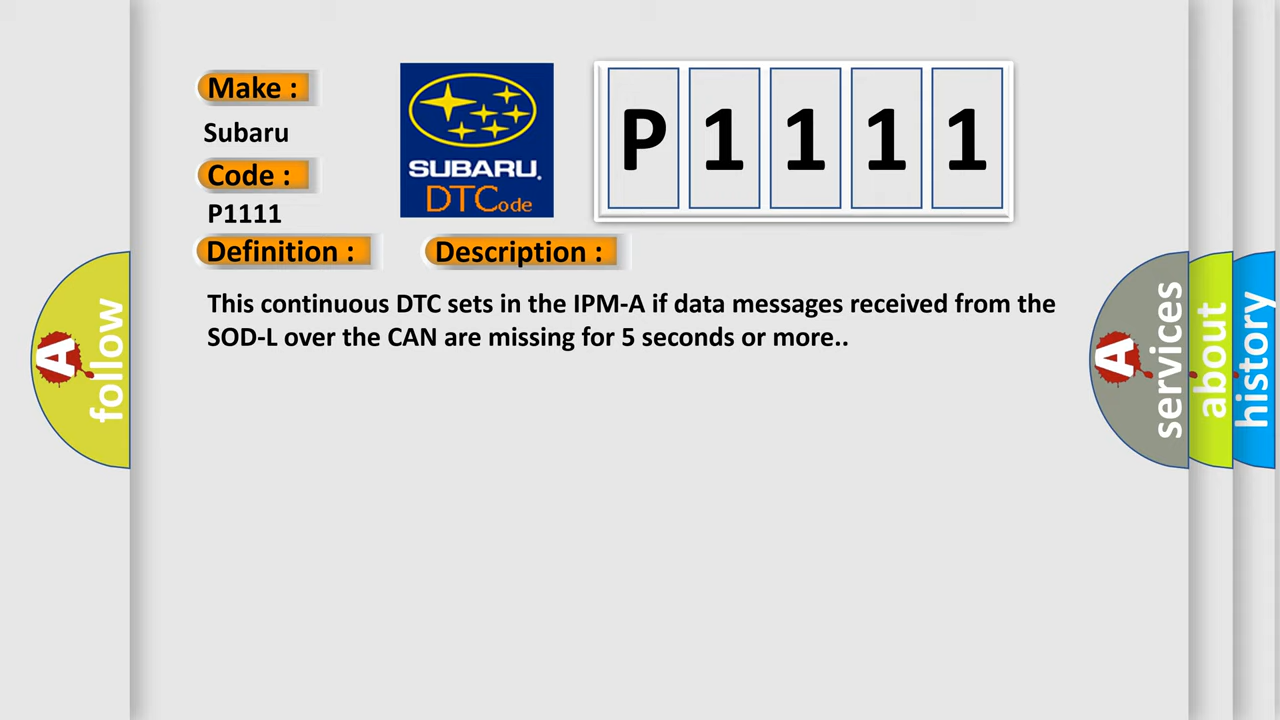 Make :
Subaru
Code :
P1111
Definition :
Description :
This continuous DTC sets in the IPM-A if data messages received from the
SOD-L over the CAN are missing for 5 seconds or more..
SUBARU.
DTCode
P 1 1 1 1
A follow
A services
about
history